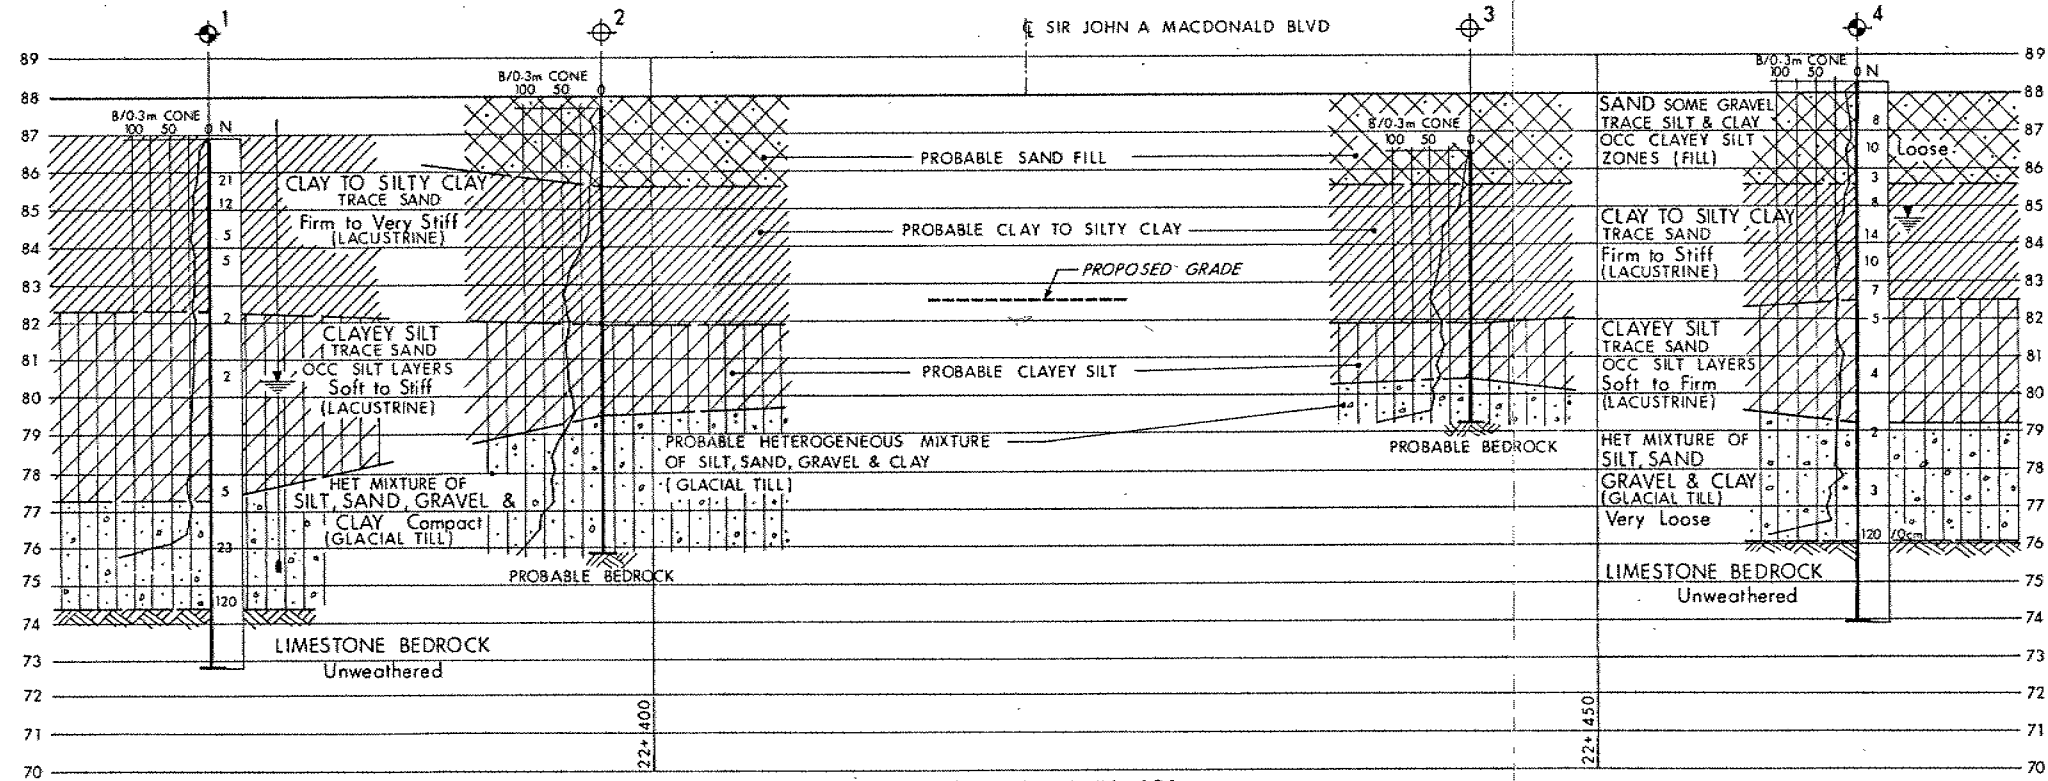 1
2
℄ SIR JOHN A MACDONALD BLVD
3
4
89
89
B/0·3m CONE
100 50 0
B/0·3m CONE
100 50 0 N
88
88
B/0·3m CONE
100 50 0 N
SAND SOME GRAVEL
TRACE SILT & CLAY
OCC CLAYEY SILT
ZONES (FILL)
8
10
Loose
3
87
87
B/0·3m CONE
100 50 0
PROBABLE SAND FILL
86
86
21
12
5
5
CLAY TO SILTY CLAY
TRACE SAND
Firm to Very Stiff
(LACUSTRINE)
85
85
PROBABLE CLAY TO SILTY CLAY
CLAY TO SILTY CLAY
TRACE SAND
Firm to Stiff
(LACUSTRINE)
8
14
10
7
84
84
PROPOSED GRADE
83
83
82
82
2
2
CLAYEY SILT
TRACE SAND
OCC SILT LAYERS
Soft to Stiff
(LACUSTRINE)
PROBABLE CLAYEY SILT
CLAYEY SILT
TRACE SAND
OCC SILT LAYERS
Soft to Firm
(LACUSTRINE)
5
4
81
81
80
80
79
79
PROBABLE HETEROGENEOUS MIXTURE
OF SILT, SAND, GRAVEL & CLAY
(GLACIAL TILL)
PROBABLE BEDROCK
HET MIXTURE OF
SILT, SAND
GRAVEL & CLAY
(GLACIAL TILL)
Very Loose
2
3
120 /0cm
78
78
5
HET MIXTURE OF
SILT, SAND, GRAVEL &
CLAY Compact
(GLACIAL TILL)
23
120
77
77
76
76
PROBABLE BEDROCK
LIMESTONE BEDROCK
Unweathered
75
75
74
74
LIMESTONE BEDROCK
Unweathered
73
73
72
72
22+ 400
22+ 450
71
71
70
70